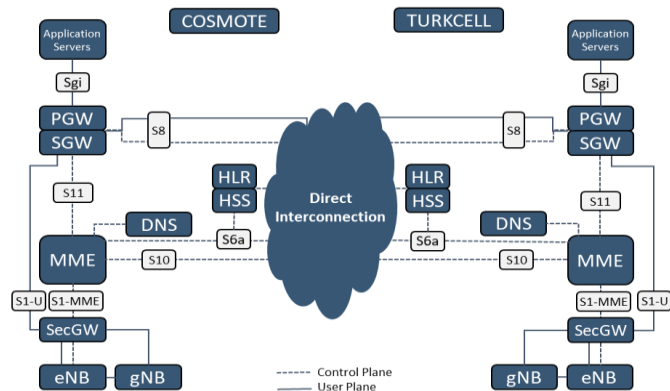 COSMOTE TURKCELL
Application
Servers
Application
Servers
Sgi Sgi
PGW PGW
S8 S8
SGW SGW
HLR HLR
HSS HSS
Direct
Interconnection
S11 S11
DNS DNS
S6a S6a
MME MME
S10 S10
S1-U S1-MME S1-MME S1-U
SecGW SecGW
eNB gNB gNB eNB
Control Plane
User Plane